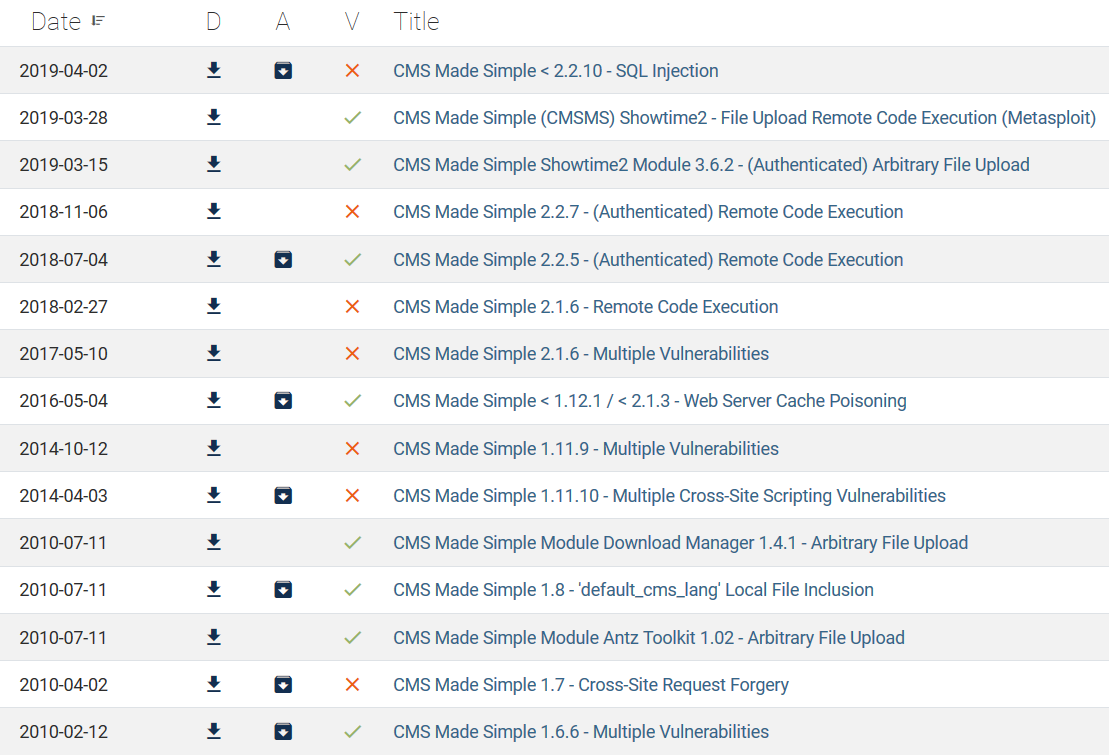 Date D A V Title
2019-04-02 CMS Made Simple < 2.2.10 - SQL Injection
2019-03-28 CMS Made Simple (CMSMS) Showtime2 - File Upload Remote Code Execution (Metasploit)
2019-03-15 CMS Made Simple Showtime2 Module 3.6.2 - (Authenticated) Arbitrary File Upload
2018-11-06 CMS Made Simple 2.2.7 - (Authenticated) Remote Code Execution
2018-07-04 CMS Made Simple 2.2.5 - (Authenticated) Remote Code Execution
2018-02-27 CMS Made Simple 2.1.6 - Remote Code Execution
2017-05-10 CMS Made Simple 2.1.6 - Multiple Vulnerabilities
2016-05-04 CMS Made Simple < 1.12.1 / < 2.1.3 - Web Server Cache Poisoning
2014-10-12 CMS Made Simple 1.11.9 - Multiple Vulnerabilities
2014-04-03 CMS Made Simple 1.11.10 - Multiple Cross-Site Scripting Vulnerabilities
2010-07-11 CMS Made Simple Module Download Manager 1.4.1 - Arbitrary File Upload
2010-07-11 CMS Made Simple 1.8 - 'default_cms_lang' Local File Inclusion
2010-07-11 CMS Made Simple Module Antz Toolkit 1.02 - Arbitrary File Upload
2010-04-02 CMS Made Simple 1.7 - Cross-Site Request Forgery
2010-02-12 CMS Made Simple 1.6.6 - Multiple Vulnerabilities